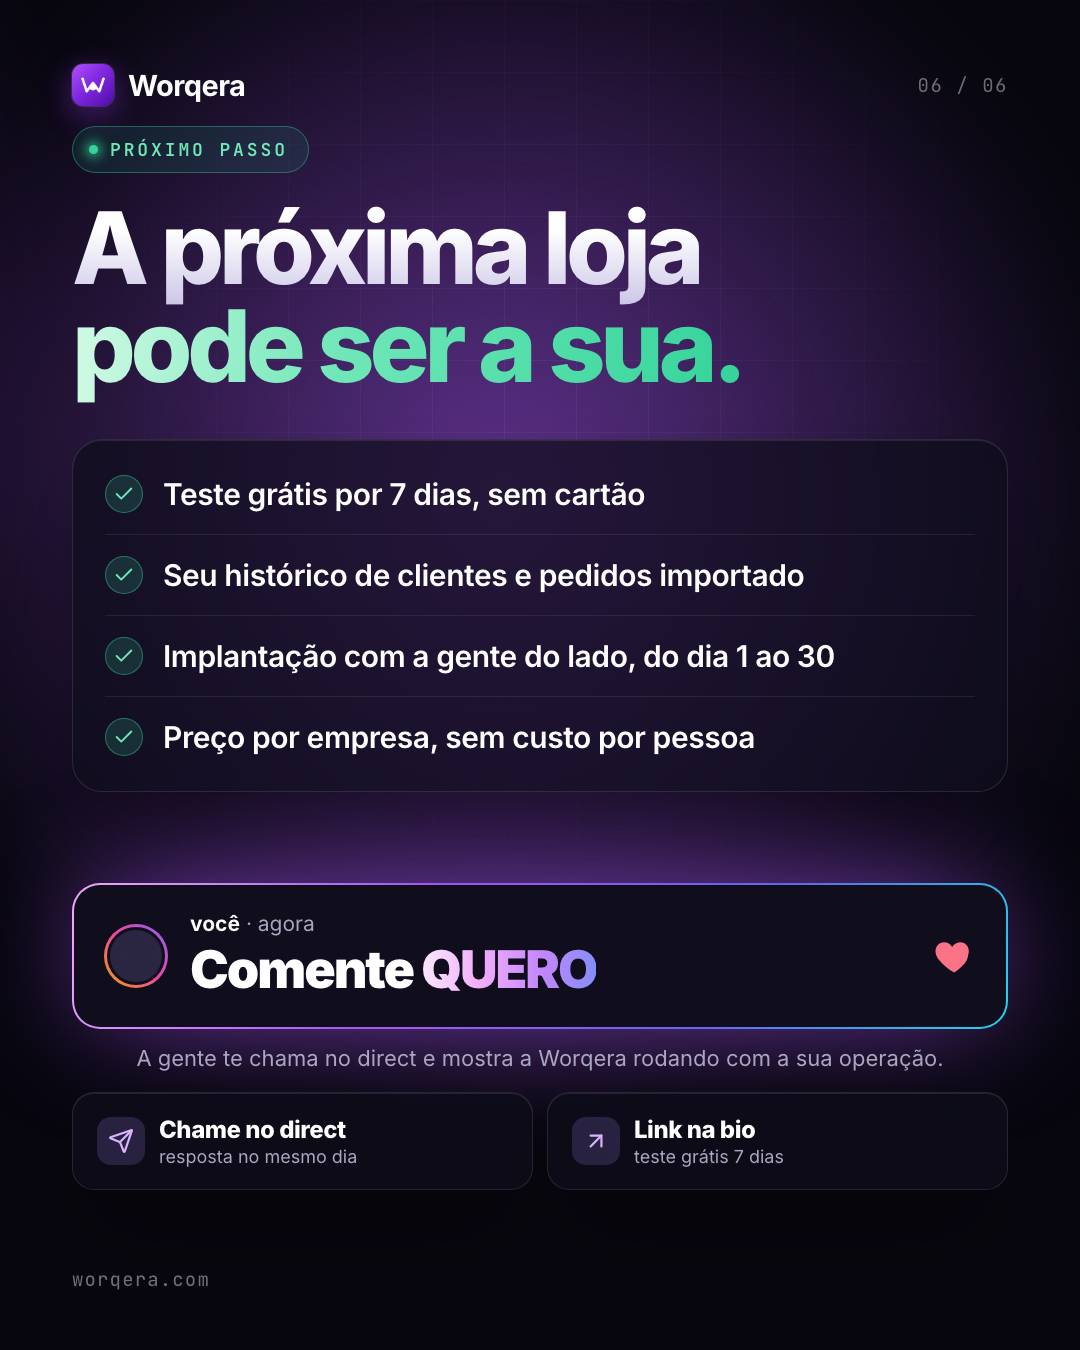 Worqera
06 / 06
PRÓXIMO PASSO
A próxima loja
pode ser a sua.
Teste grátis por 7 dias, sem cartão
Seu histórico de clientes e pedidos importado
Implantação com a gente do lado, do dia 1 ao 30
Preço por empresa, sem custo por pessoa
você · agora
Comente QUERO
A gente te chama no direct e mostra a Worqera rodando com a sua operação.
Chame no direct
resposta no mesmo dia
Link na bio
teste grátis 7 dias
worqera.com